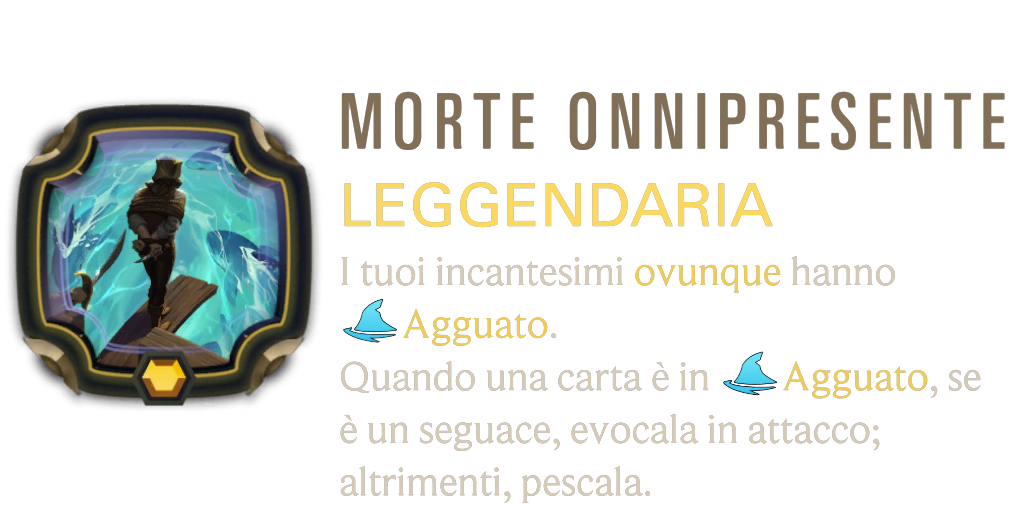 MORTE ONNIPRESENTE
LEGGENDARIA
I tuoi incantesimi ovunque hanno
Agguato.
Quando una carta è in Agguato, se
è un seguace, evocala in attacco;
altrimenti, pescala.